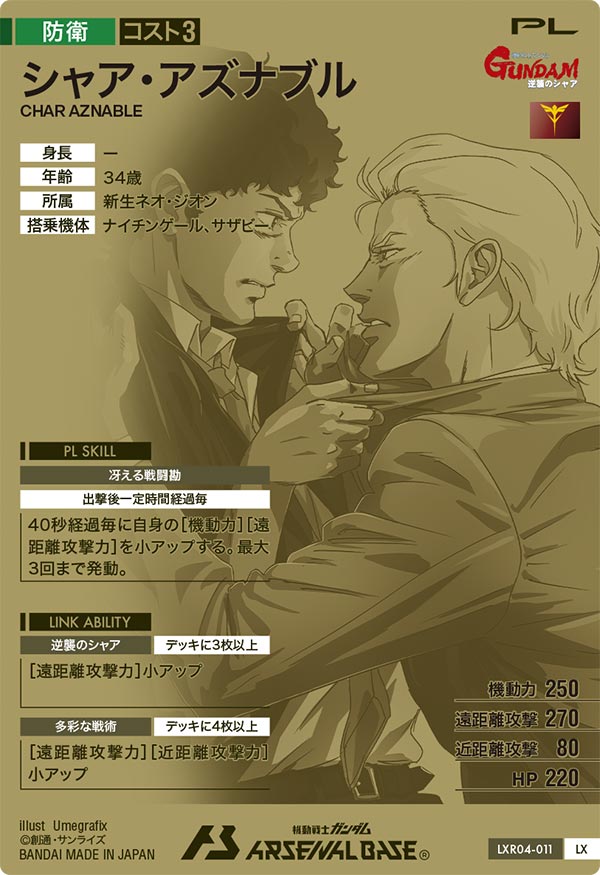 防衛 コスト3 PL
シャア・アズナブル
CHAR AZNABLE
GUNDAM
逆襲のシャア
身長 ー
年齢 34歳
所属 新生ネオ・ジオン
搭乗機体 ナイチンゲール、サザビー
PL SKILL
冴える戦闘勘
出撃後一定時間経過毎
40秒経過毎に自身の[機動力][遠
距離攻撃力]を小アップする。最大
3回まで発動。
LINK ABILITY
逆襲のシャア デッキに3枚以上
[遠距離攻撃力]小アップ
多彩な戦術 デッキに4枚以上
[遠距離攻撃力][近距離攻撃力]
小アップ
機動力 250
遠距離攻撃 270
近距離攻撃 80
HP 220
illust Umegrafix
©創通・サンライズ
BANDAI MADE IN JAPAN
機動戦士ガンダム
ARSENAL BASE®
LXR04-011 LX